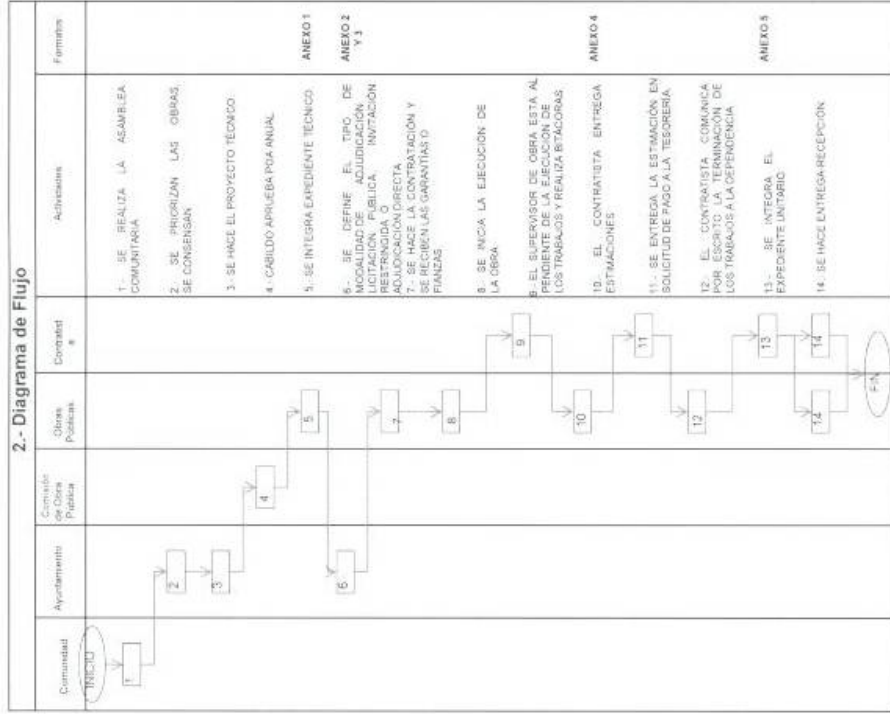 2.- Diagrama de Flujo
Comunidad
Ayuntamiento
Comisión
de Obra
Pública
Obras
Públicas
Contratist
a
Actividades
Formatos
INICIO
1
2
3
4
5
6
7
8
9
10
11
12
13
14
14
FIN
1.- SE REALIZA LA ASAMBLEA
COMUNITARIA
2.- SE PRIORIZAN LAS OBRAS,
SE CONSENSAN
3.- SE HACE EL PROYECTO TÉCNICO
4.- CABILDO APRUEBA POA ANUAL
5.- SE INTEGRA EXPEDIENTE TÉCNICO
6.- SE DEFINE EL TIPO DE
MODALIDAD DE ADJUDICACIÓN
LICITACIÓN PUBLICA INVITACIÓN
RESTRINGIDA O
ADJUDICACIÓN DIRECTA
7.- SE HACE LA CONTRATACIÓN Y
SE RECIBEN LAS GARANTÍAS O
FIANZAS
8.- SE INICIA LA EJECUCIÓN DE
LA OBRA
9.- EL SUPERVISOR DE OBRA ESTÁ AL
PENDIENTE DE LA EJECUCIÓN DE
LOS TRABAJOS Y REALIZA BITÁCORAS
10.- EL CONTRATISTA ENTREGA
ESTIMACIONES
11.- SE ENTREGA LA ESTIMACIÓN EN
SOLICITUD DE PAGO A LA TESORERÍA
12.- EL CONTRATISTA COMUNICA
POR ESCRITO LA TERMINACIÓN DE
LOS TRABAJOS A LA DEPENDENCIA
13.- SE INTEGRA EL
EXPEDIENTE UNITARIO
14. SE HACE ENTREGA-RECEPCIÓN
ANEXO 1
ANEXO 2
Y 3
ANEXO 4
ANEXO 5